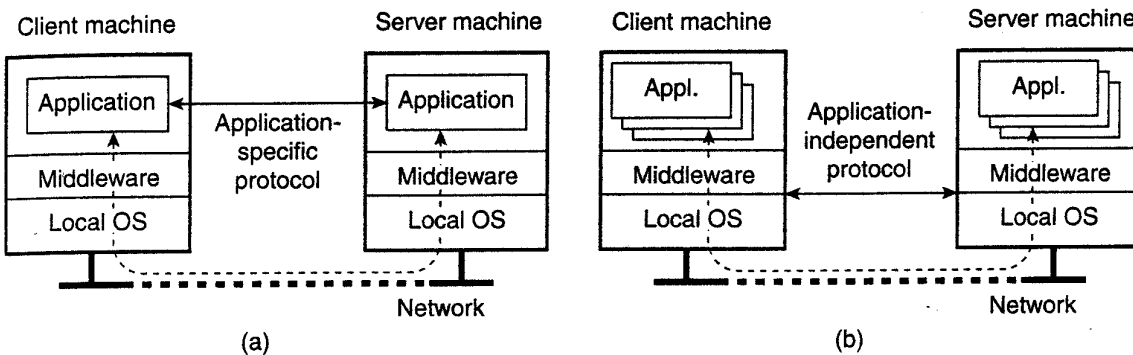 Client machine
Server machine
Application
Application
Application-
specific
protocol
Middleware
Middleware
Local OS
Local OS
Network
(a)
Client machine
Server machine
Appl.
Appl.
Application-
independent
protocol
Middleware
Middleware
Local OS
Local OS
Network
(b)